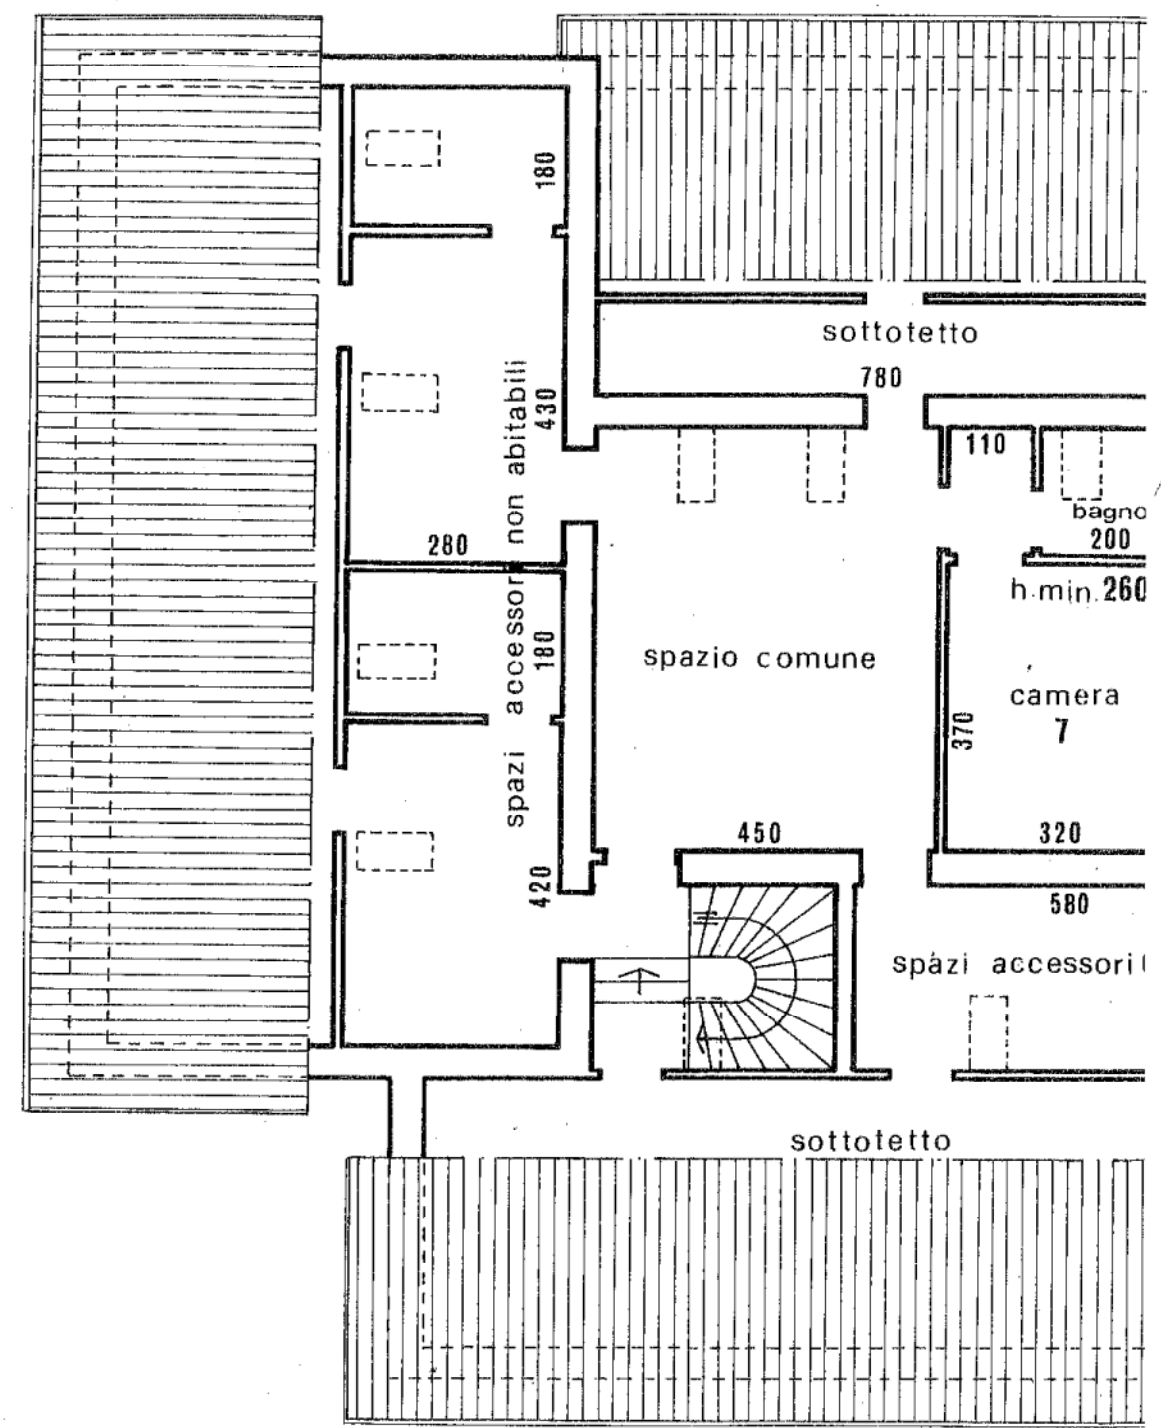 180
sottotetto
780
430
110
bagno
200
280
h.min. 260
spazi accessori non abitabili
180
spazio comune
camera
7
370
450
320
420
580
spazi accessori
sottotetto